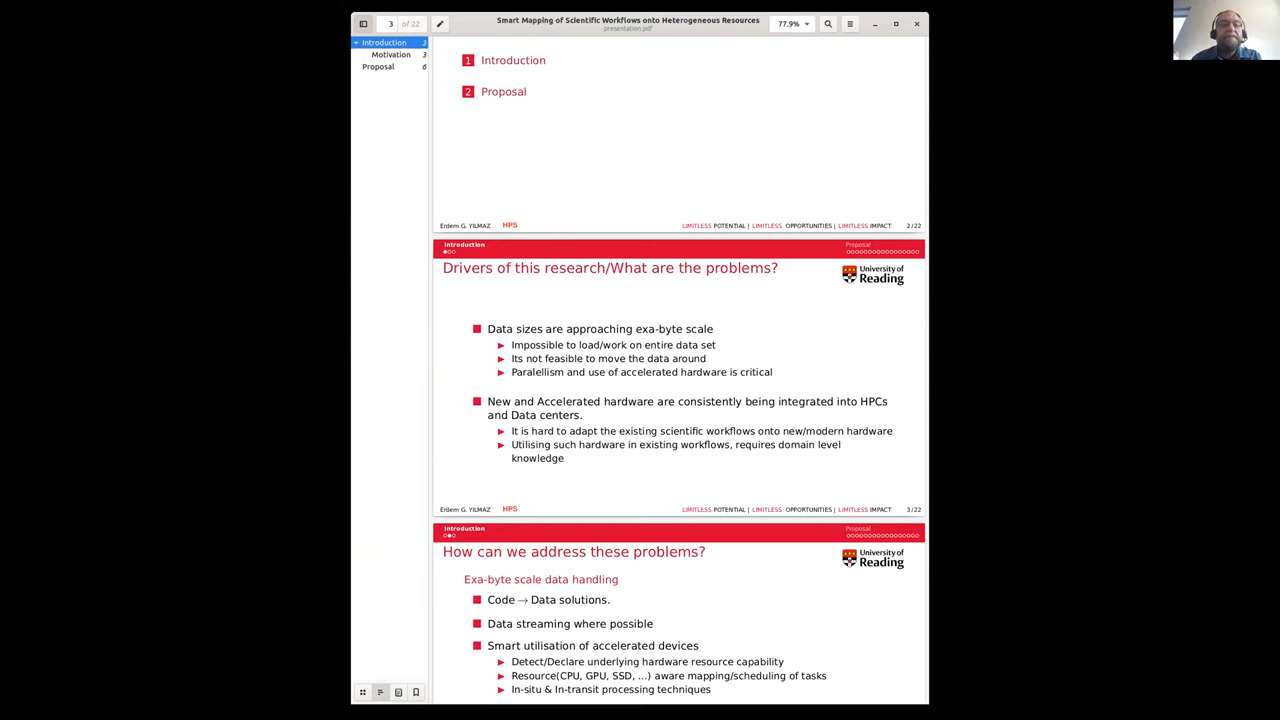 Smart Mapping of Scientific Workflows onto Heterogeneous Resources
presentation.pdf
3 of 22
77.9%
Introduction 3
Motivation 3
Proposal 6
1 Introduction
2 Proposal
Erdem G. YILMAZ HPS LIMITLESS POTENTIAL | LIMITLESS OPPORTUNITIES | LIMITLESS IMPACT 2/22
Introduction Proposal
Drivers of this research/What are the problems?
University of
Reading
Data sizes are approaching exa-byte scale
Impossible to load/work on entire data set
Its not feasible to move the data around
Paralellism and use of accelerated hardware is critical
New and Accelerated hardware are consistently being integrated into HPCs
and Data centers.
It is hard to adapt the existing scientific workflows onto new/modern hardware
Utilising such hardware in existing workflows, requires domain level
knowledge
Erdem G. YILMAZ HPS LIMITLESS POTENTIAL | LIMITLESS OPPORTUNITIES | LIMITLESS IMPACT 3/22
Introduction Proposal
How can we address these problems?
University of
Reading
Exa-byte scale data handling
Code → Data solutions.
Data streaming where possible
Smart utilisation of accelerated devices
Detect/Declare underlying hardware resource capability
Resource(CPU, GPU, SSD, ...) aware mapping/scheduling of tasks
In-situ & In-transit processing techniques